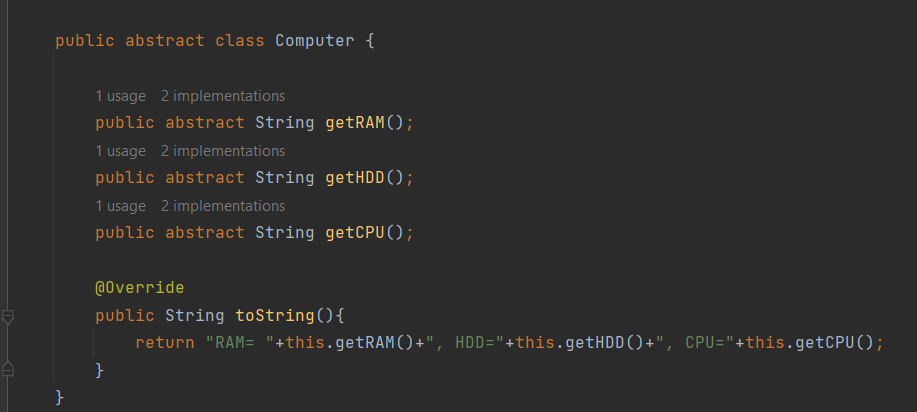 public abstract class Computer {
1 usage 2 implementations
public abstract String getRAM();
1 usage 2 implementations
public abstract String getHDD();
1 usage 2 implementations
public abstract String getCPU();
@Override
public String toString(){
return "RAM= "+this.getRAM()+", HDD="+this.getHDD()+", CPU="+this.getCPU();
}
}